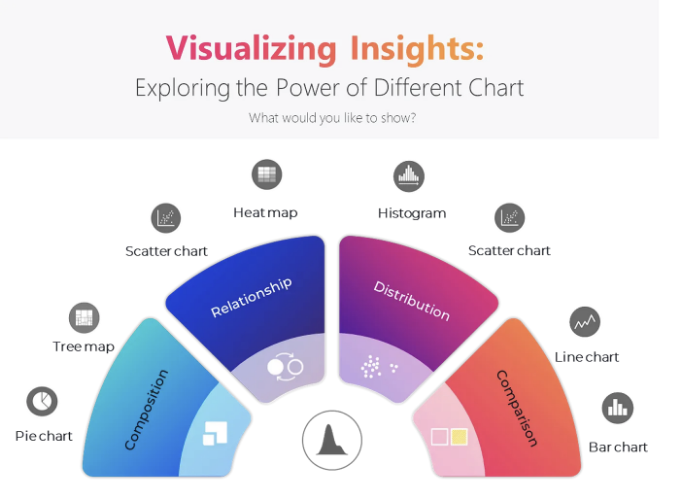 Visualizing Insights:
Exploring the Power of Different Chart
What would you like to show?
Heat map
Histogram
Scatter chart
Scatter chart
Relationship
Distribution
Tree map
Line chart
Composition
Comparison
Pie chart
Bar chart